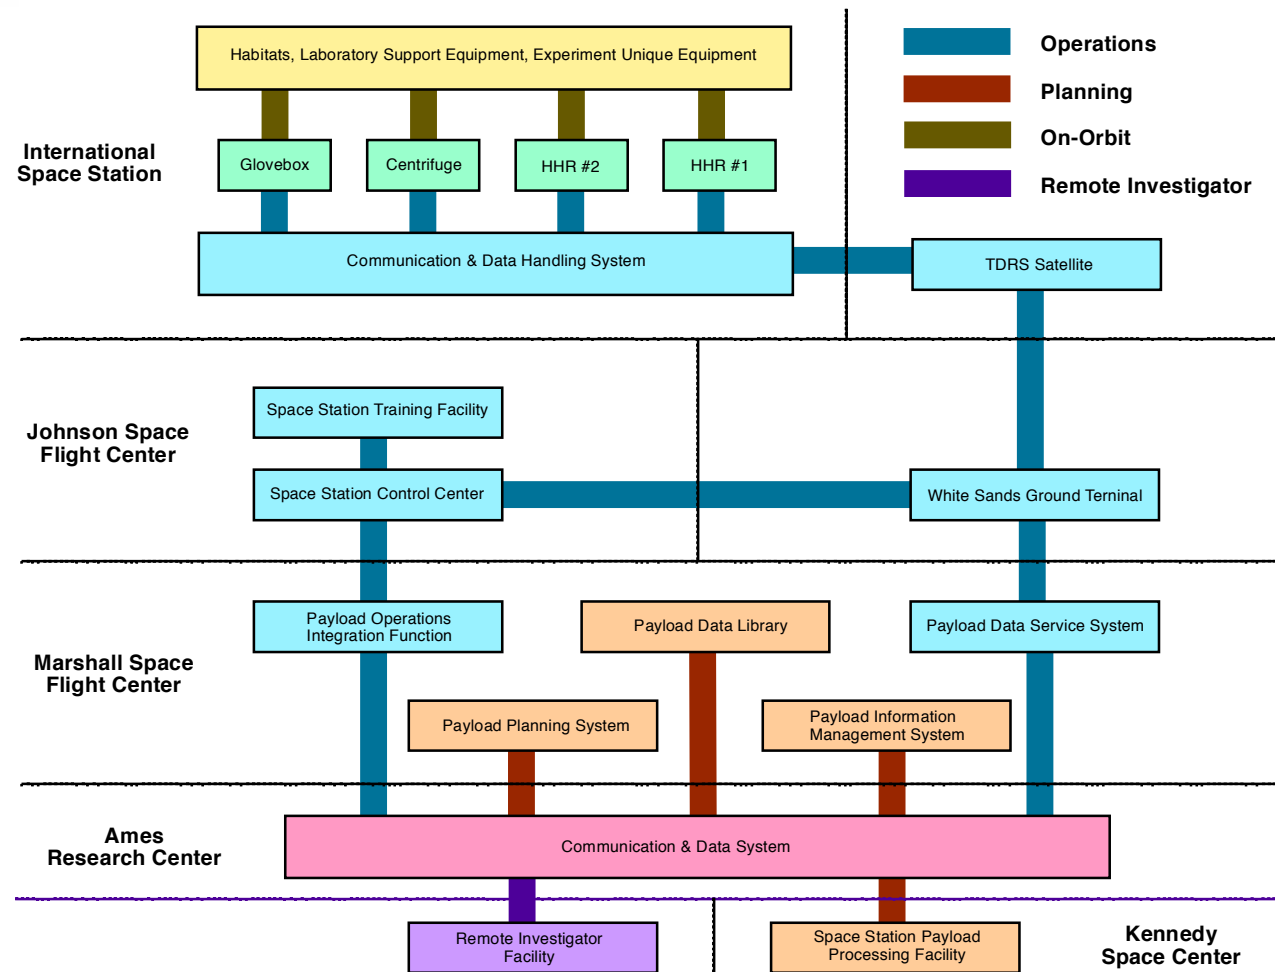 Habitats, Laboratory Support Equipment, Experiment Unique Equipment
Operations
Planning
On-Orbit
Remote Investigator
International
Space Station
Glovebox
Centrifuge
HHR #2
HHR #1
Communication & Data Handling System
TDRS Satellite
Johnson Space
Flight Center
Space Station Training Facility
Space Station Control Center
White Sands Ground Terninal
Marshall Space
Flight Center
Payload Operations
Integration Function
Payload Data Library
Payload Data Service System
Payload Planning System
Payload Information
Management System
Ames
Research Center
Communication & Data System
Remote Investigator
Facility
Space Station Payload
Processing Facility
Kennedy
Space Center